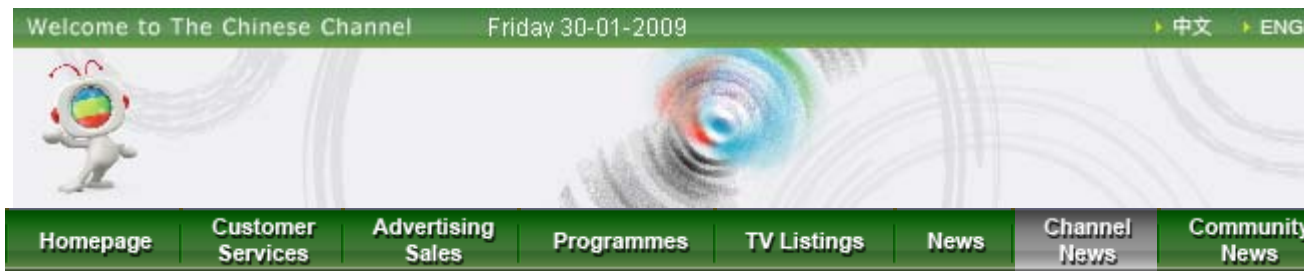 Welcome to The Chinese Channel Friday 30-01-2009 中文 ENG
Homepage Customer Services Advertising Sales Programmes TV Listings News Channel News Community News